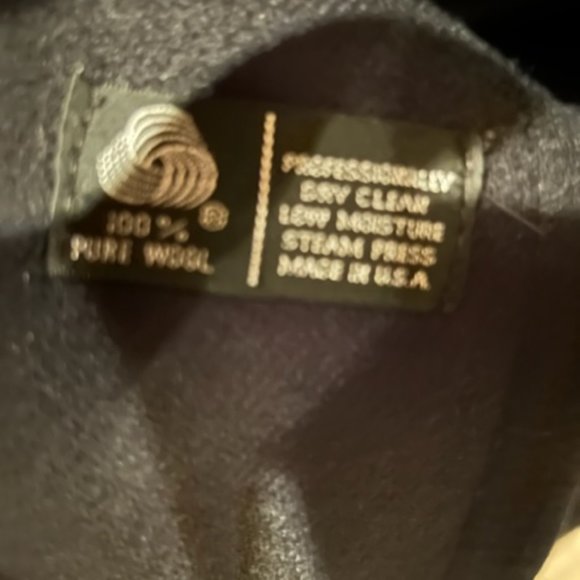 ®
100%
PURE WOOL
PROFESSIONALLY
DRY CLEAN
LOW MOISTURE
STEAM PRESS
MADE IN U.S.A.